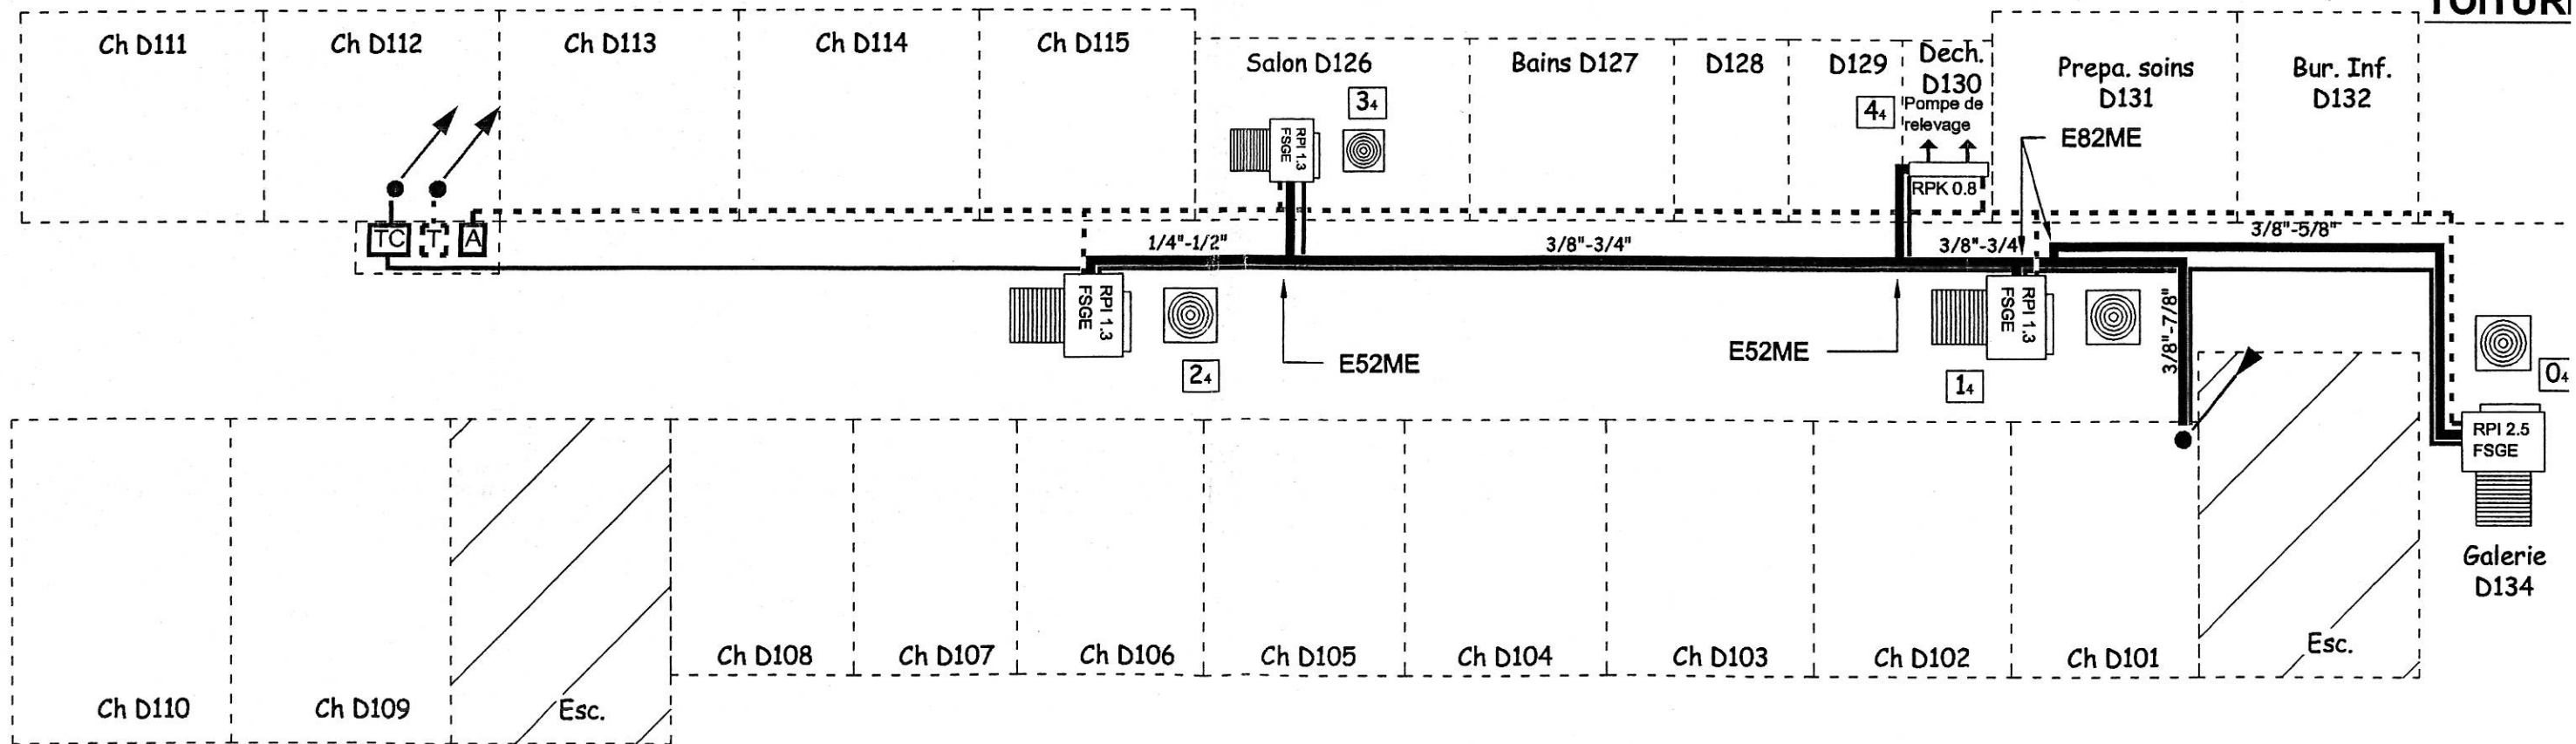 TOITUR
Ch D111
Ch D112
Ch D113
Ch D114
Ch D115
Salon D126
Bains D127
D128
D129
Dech.
D130
Pompe de
relevage
Prepa. soins
D131
Bur. Inf.
D132
34
44
E82ME
RPI 1.3
FSGE
RPK 0.8
TC
T
A
1/4"-1/2"
3/8"-3/4"
3/8"-3/4
3/8"-5/8"
RPI 1.3
FSGE
24
E52ME
E52ME
RPI 1.3
FSGE
14
3/8"-7/8"
04
RPI 2.5
FSGE
Galerie
D134
Ch D110
Ch D109
Esc.
Ch D108
Ch D107
Ch D106
Ch D105
Ch D104
Ch D103
Ch D102
Ch D101
Esc.